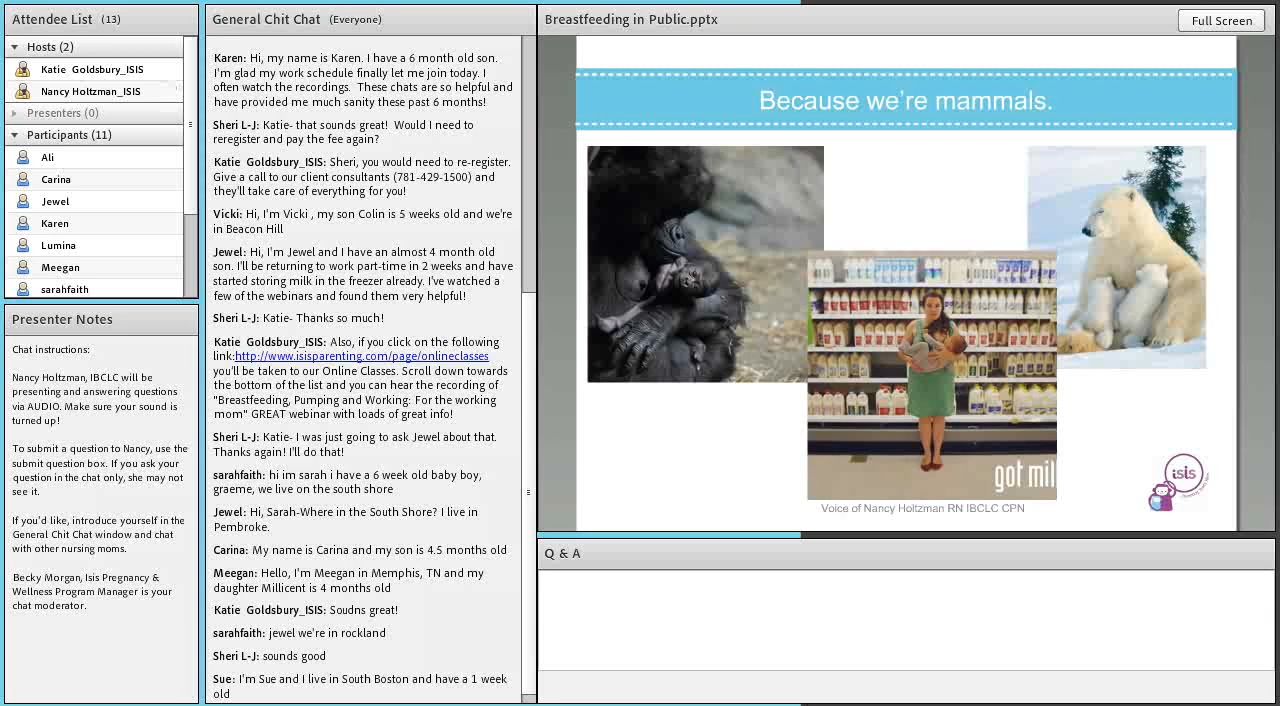 Attendee List (13)
Hosts (2)
Katie Goldsbury_ISIS
Nancy Holtzman_ISIS
Presenters (0)
Participants (11)
Ali
Carina
Jewel
Karen
Lumina
Meegan
sarahfaith
Presenter Notes
Chat instructions:
Nancy Holtzman, IBCLC will be
presenting and answering questions
via AUDIO. Make sure your sound is
turned up!
To submit a question to Nancy, use the
submit question box. If you ask your
question in the chat only, she may not
see it.
If you'd like, introduce yourself in the
General Chit Chat window and chat
with other nursing moms.
Becky Morgan, Isis Pregnancy &
Wellness Program Manager is your
chat moderator.
General Chit Chat (Everyone)
Karen: Hi, my name is Karen. I have a 6 month old son.
I'm glad my work schedule finally let me join today. I
often watch the recordings. These chats are so helpful and
have provided me much sanity these past 6 months!
Sheri L-J: Katie- that sounds great! Would I need to
reregister and pay the fee again?
Katie Goldsbury_ISIS: Sheri, you would need to re-register.
Give a call to our client consultants (781-429-1500) and
they'll take care of everything for you!
Vicki: Hi, I'm Vicki , my son Colin is 5 weeks old and we're
in Beacon Hill
Jewel: Hi, I'm Jewel and I have an almost 4 month old
son. I'll be returning to work part-time in 2 weeks and have
started storing milk in the freezer already. I've watched a
few of the webinars and found them very helpful!
Sheri L-J: Katie- Thanks so much!
Katie Goldsbury_ISIS: Also, if you click on the following
link:http://www.isisparenting.com/page/onlineclasses
you'll be taken to our Online Classes. Scroll down towards
the bottom of the list and you can hear the recording of
"Breastfeeding, Pumping and Working: For the working
mom" GREAT webinar with loads of great info!
Sheri L-J: Katie- I was just going to ask Jewel about that.
Thanks again! I'll do that!
sarahfaith: hi im sarah i have a 6 week old baby boy,
graeme, we live on the south shore
Jewel: Hi, Sarah-Where in the South Shore? I live in
Pembroke.
Carina: My name is Carina and my son is 4.5 months old
Meegan: Hello, I'm Meegan in Memphis, TN and my
daughter Millicent is 4 months old
Katie Goldsbury_ISIS: Soudns great!
sarahfaith: jewel we're in rockland
Sheri L-J: sounds good
Sue: I'm Sue and I live in South Boston and have a 1 week
old
Breastfeeding in Public.pptx
Full Screen
Because we're mammals.
got mil
isis
Voice of Nancy Holtzman RN IBCLC CPN
Q & A